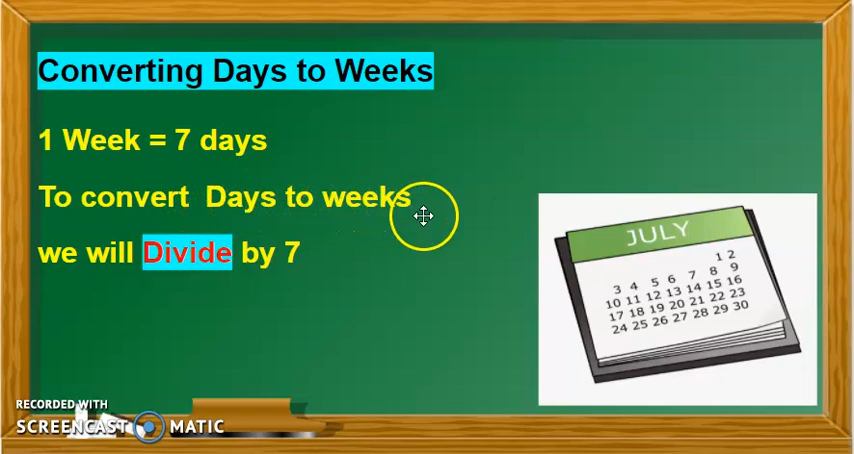 Converting Days to Weeks
1 Week = 7 days
To convert Days to weeks
we will Divide by 7
JULY
1 2
3 4 5 6 7 8 9
10 11 12 13 14 15 16
17 18 19 20 21 22 23
24 25 26 27 28 29 30
RECORDED WITH
SCREENCAST MATIC